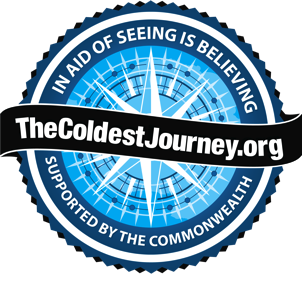 IN AID OF SEEING IS BELIEVING
TheColdestJourney.org
SUPPORTED BY THE COMMONWEALTH